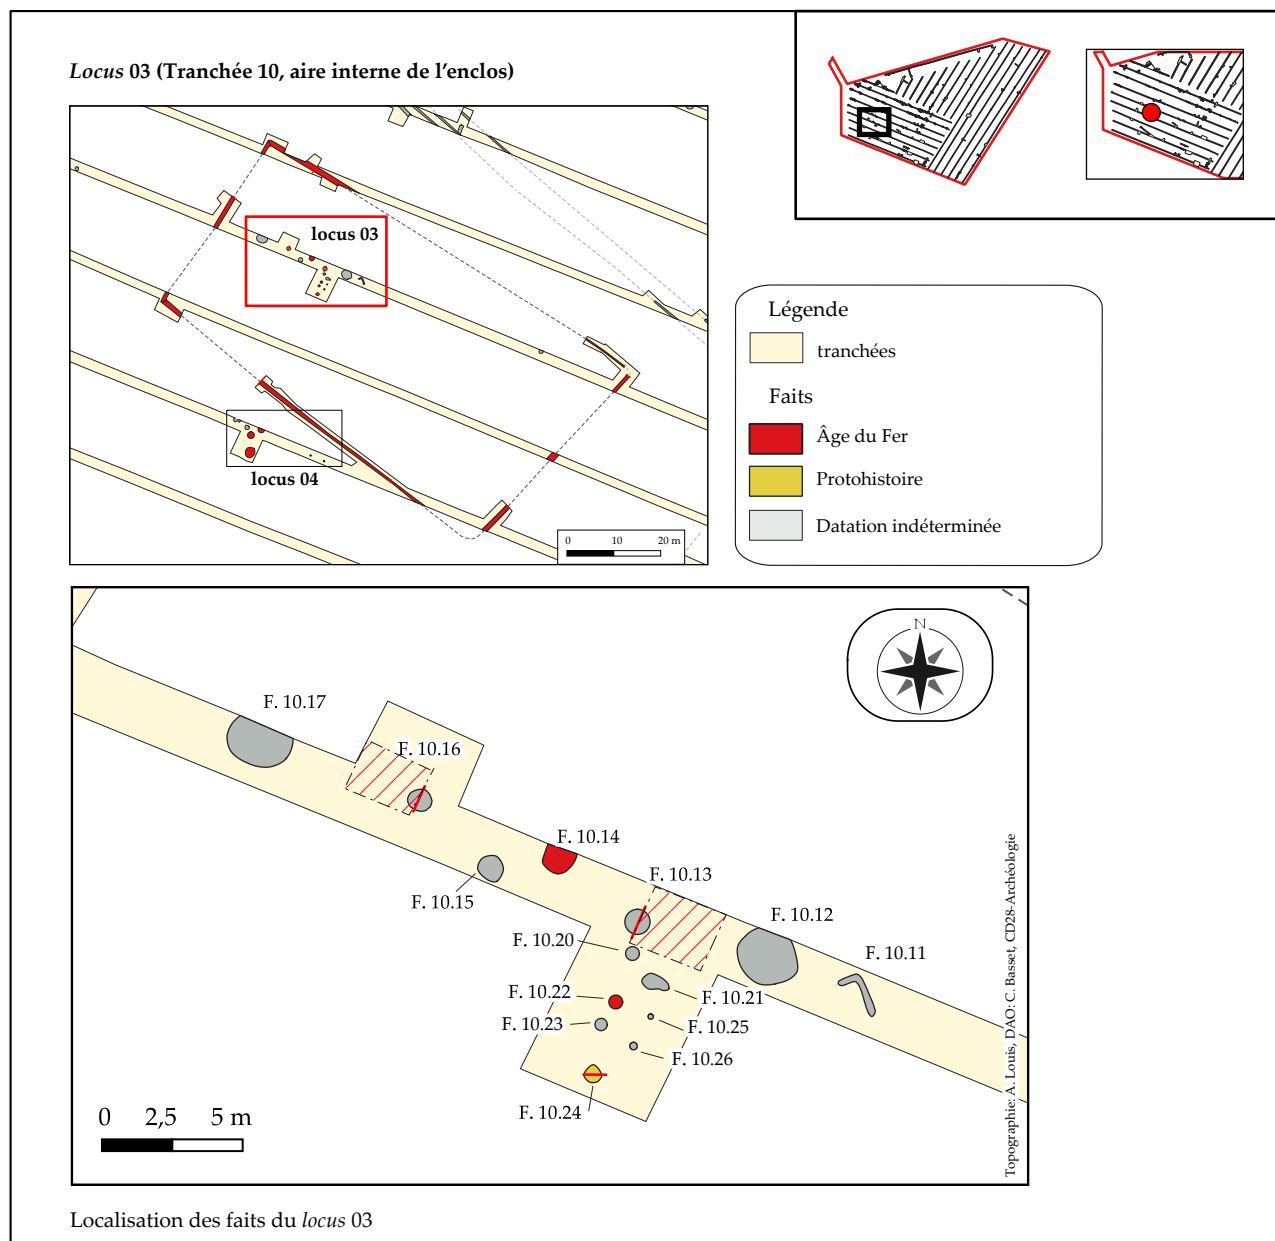 Locus 03 (Tranchée 10, aire interne de l'enclos)
locus 03
locus 04
0 10 20 m
Légende
tranchées
Faits
Âge du Fer
Protohistoire
Datation indéterminée
N
F. 10.17
F. 10.16
F. 10.14
F. 10.13
F. 10.15
F. 10.12
F. 10.20
F. 10.11
F. 10.22
F. 10.21
F. 10.23
F. 10.25
F. 10.26
F. 10.24
0 2,5 5 m
Topographie: A. Louis, DAO: C. Basset, CD28-Archéologie
Localisation des faits du locus 03